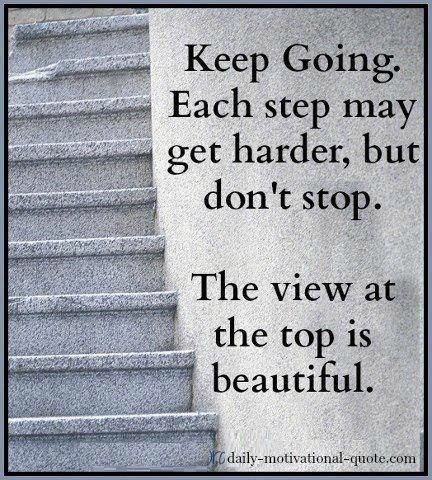 Keep Going.
Each step may
get harder, but
don't stop.
The view at
the top is
beautiful.
daily-motivational-quote.com